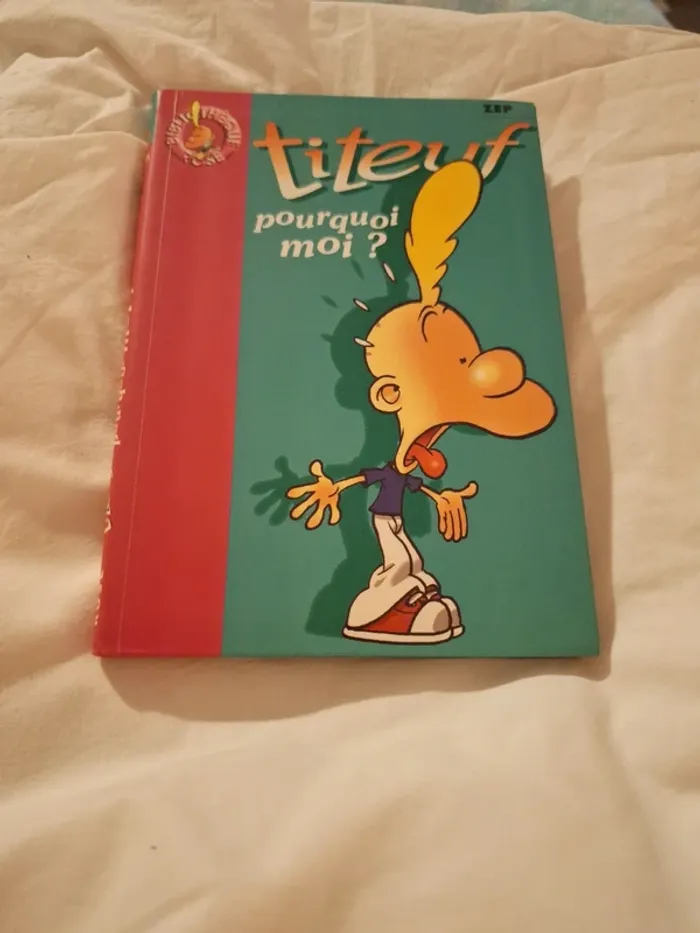 ZEP
titeuf
pourquoi
moi ?